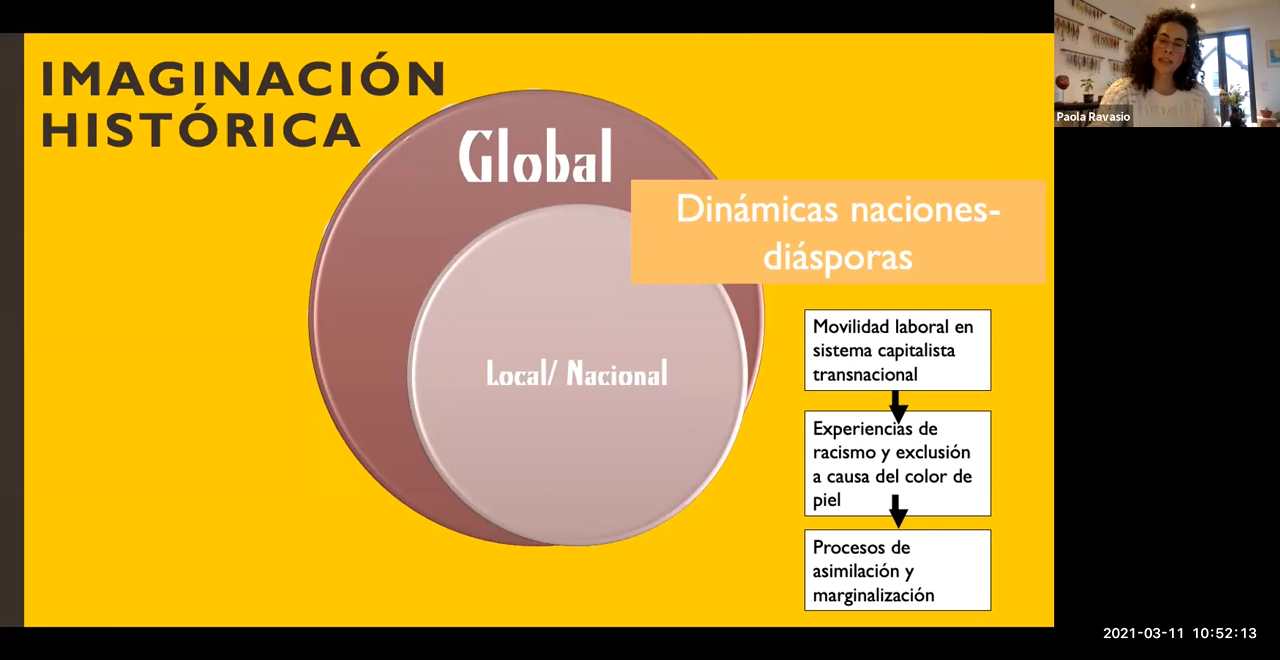 IMAGINACIÓN
HISTÓRICA
Global
Dinámicas naciones-
diásporas
Local/ Nacional
Movilidad laboral en
sistema capitalista
transnacional
Experiencias de
racismo y exclusión
a causa del color de
piel
Procesos de
asimilación y
marginalización
Paola Ravasio
2021-03-11 10:52:13